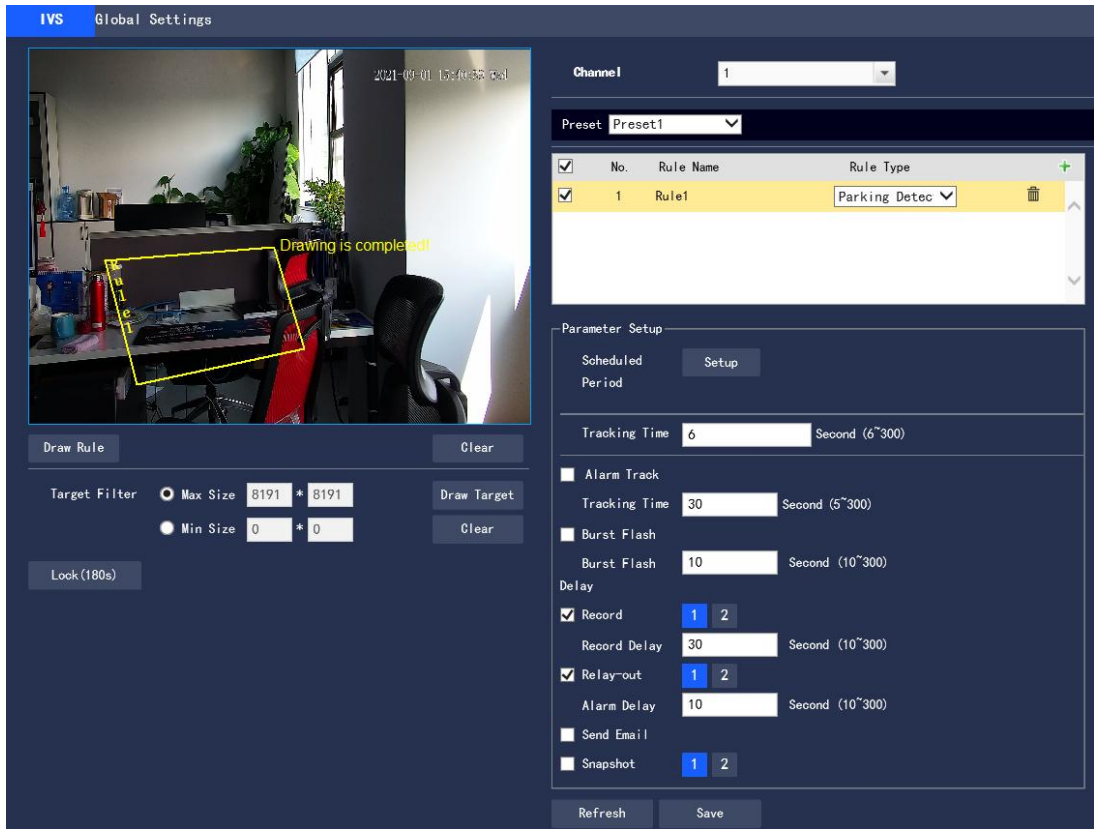 IVS Global Settings
2021-09-01
Drawing is completed!
Rule1
Draw Rule Clear
Target Filter Max Size 8191 * 8191 Draw Target
Min Size 0 * 0 Clear
Lock(180s)
Channel 1
Preset Preset1
No. Rule Name Rule Type +
1 Rule1 Parking Detec
Parameter Setup
Scheduled Setup
Period
Tracking Time 6 Second (6~300)
Alarm Track
Tracking Time 30 Second (5~300)
Burst Flash
Burst Flash 10 Second (10~300)
Delay
Record 1 2
Record Delay 30 Second (10~300)
Relay-out 1 2
Alarm Delay 10 Second (10~300)
Send Email
Snapshot 1 2
Refresh Save